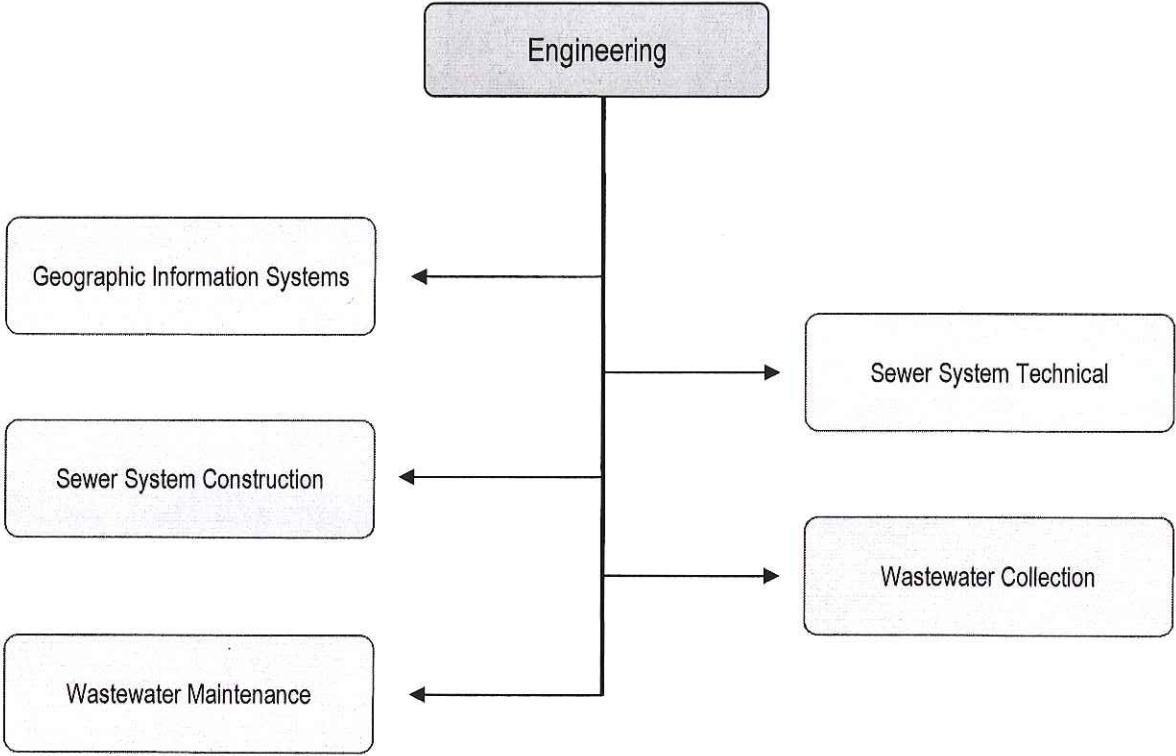 Engineering
Geographic Information Systems
Sewer System Technical
Sewer System Construction
Wastewater Collection
Wastewater Maintenance